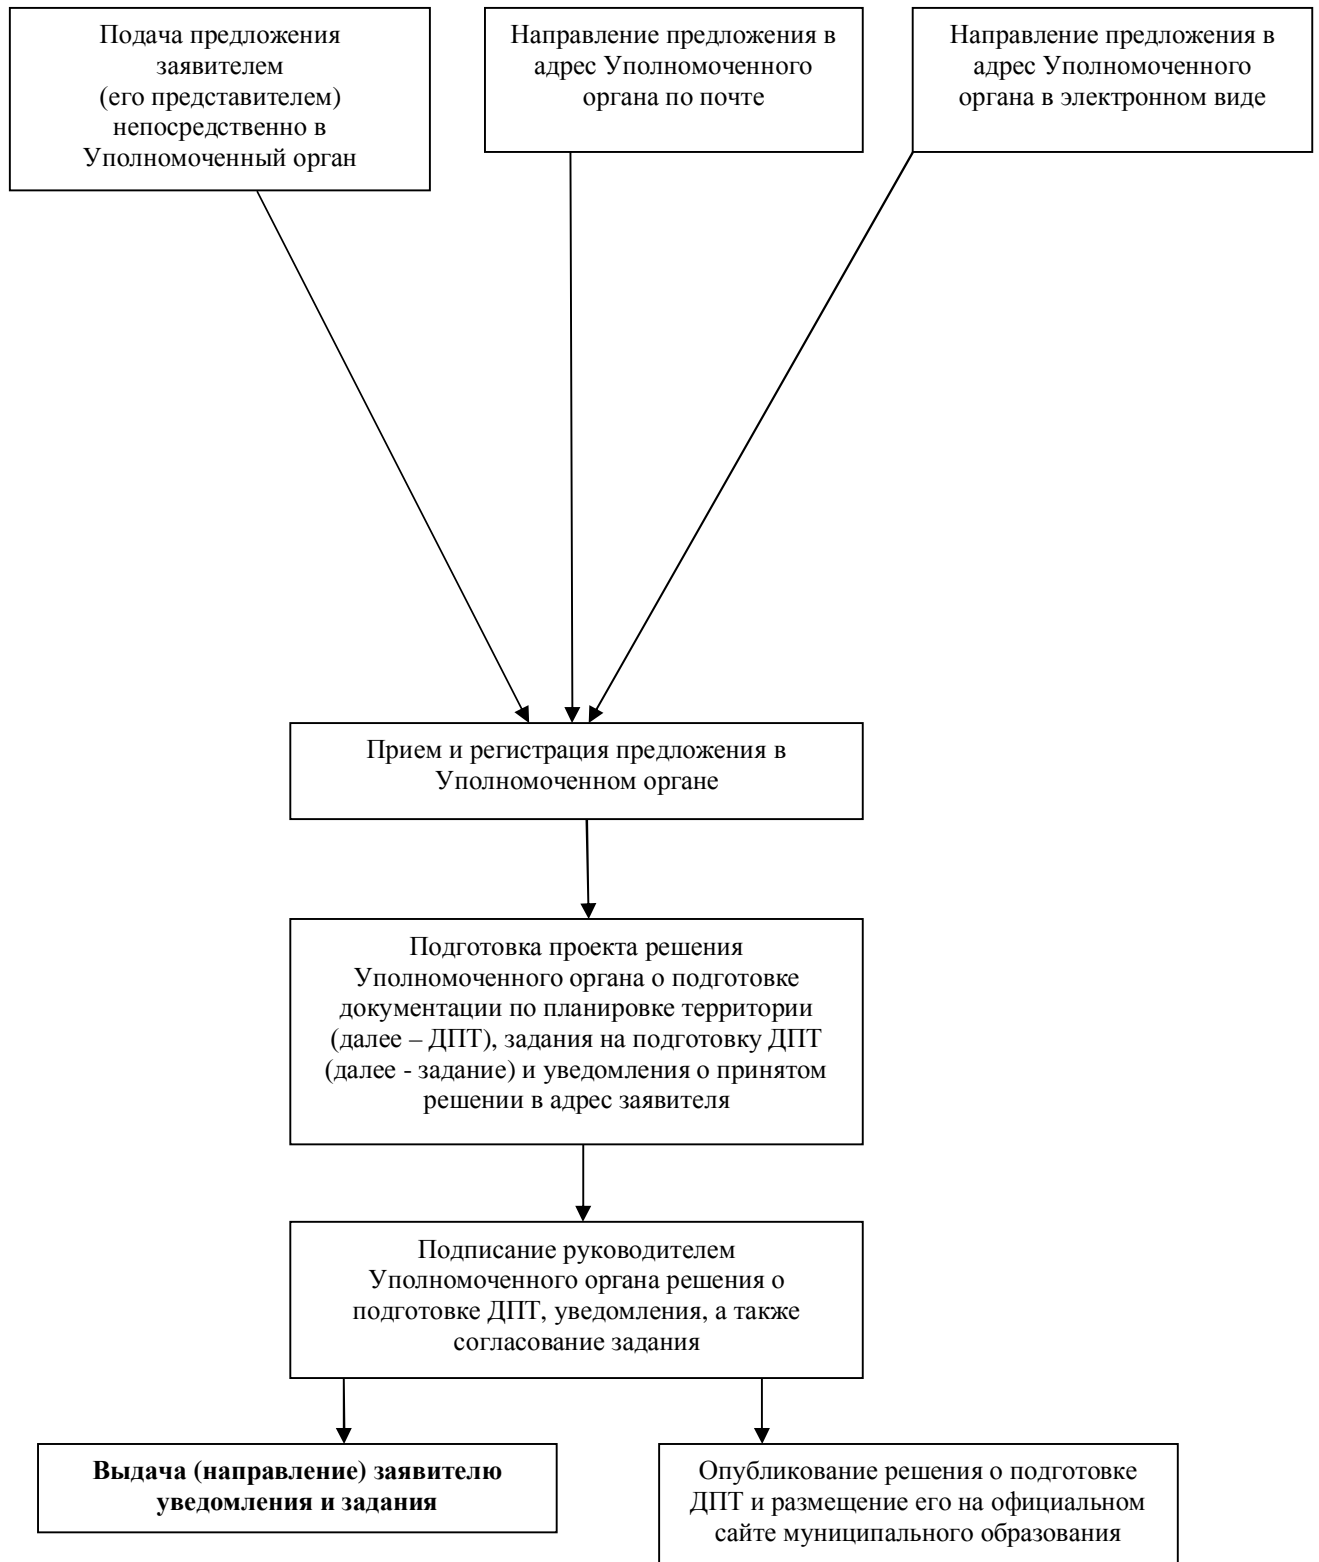 Подача предложения
заявителем
(его представителем)
непосредственно в
Уполномоченный орган
Направление предложения в
адрес Уполномоченного
органа по почте
Направление предложения в
адрес Уполномоченного
органа в электронном виде
Прием и регистрация предложения в
Уполномоченном органе
Подготовка проекта решения
Уполномоченного органа о подготовке
документации по планировке территории
(далее – ДПТ), задания на подготовку ДПТ
(далее - задание) и уведомления о принятом
решении в адрес заявителя
Подписание руководителем
Уполномоченного органа решения о
подготовке ДПТ, уведомления, а также
согласование задания
Выдача (направление) заявителю
уведомления и задания
Опубликование решения о подготовке
ДПТ и размещение его на официальном
сайте муниципального образования